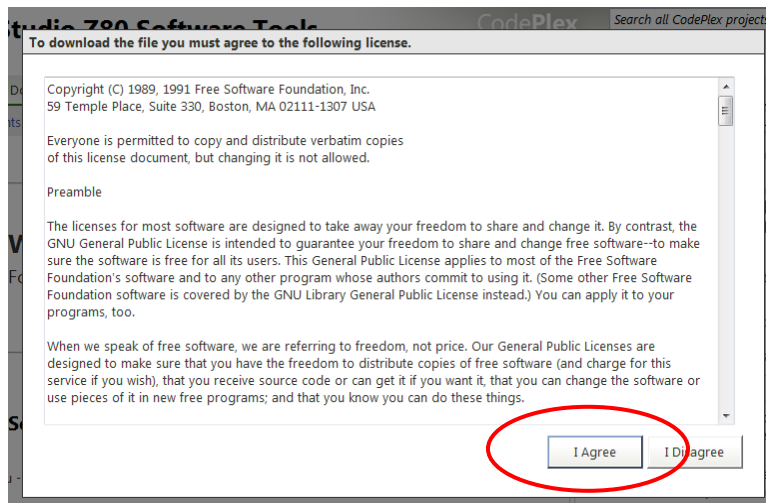 Studio Z80 Software Tools
CodePlex
Search all CodePlex projects
To download the file you must agree to the following license.
Copyright (C) 1989, 1991 Free Software Foundation, Inc.
59 Temple Place, Suite 330, Boston, MA 02111-1307 USA
Everyone is permitted to copy and distribute verbatim copies
of this license document, but changing it is not allowed.
Preamble
The licenses for most software are designed to take away your freedom to share and change it. By contrast, the
GNU General Public License is intended to guarantee your freedom to share and change free software--to make
sure the software is free for all its users. This General Public License applies to most of the Free Software
Foundation's software and to any other program whose authors commit to using it. (Some other Free Software
Foundation software is covered by the GNU Library General Public License instead.) You can apply it to your
programs, too.
When we speak of free software, we are referring to freedom, not price. Our General Public Licenses are
designed to make sure that you have the freedom to distribute copies of free software (and charge for this
service if you wish), that you receive source code or can get it if you want it, that you can change the software or
use pieces of it in new free programs; and that you know you can do these things.
I Agree
I Disagree